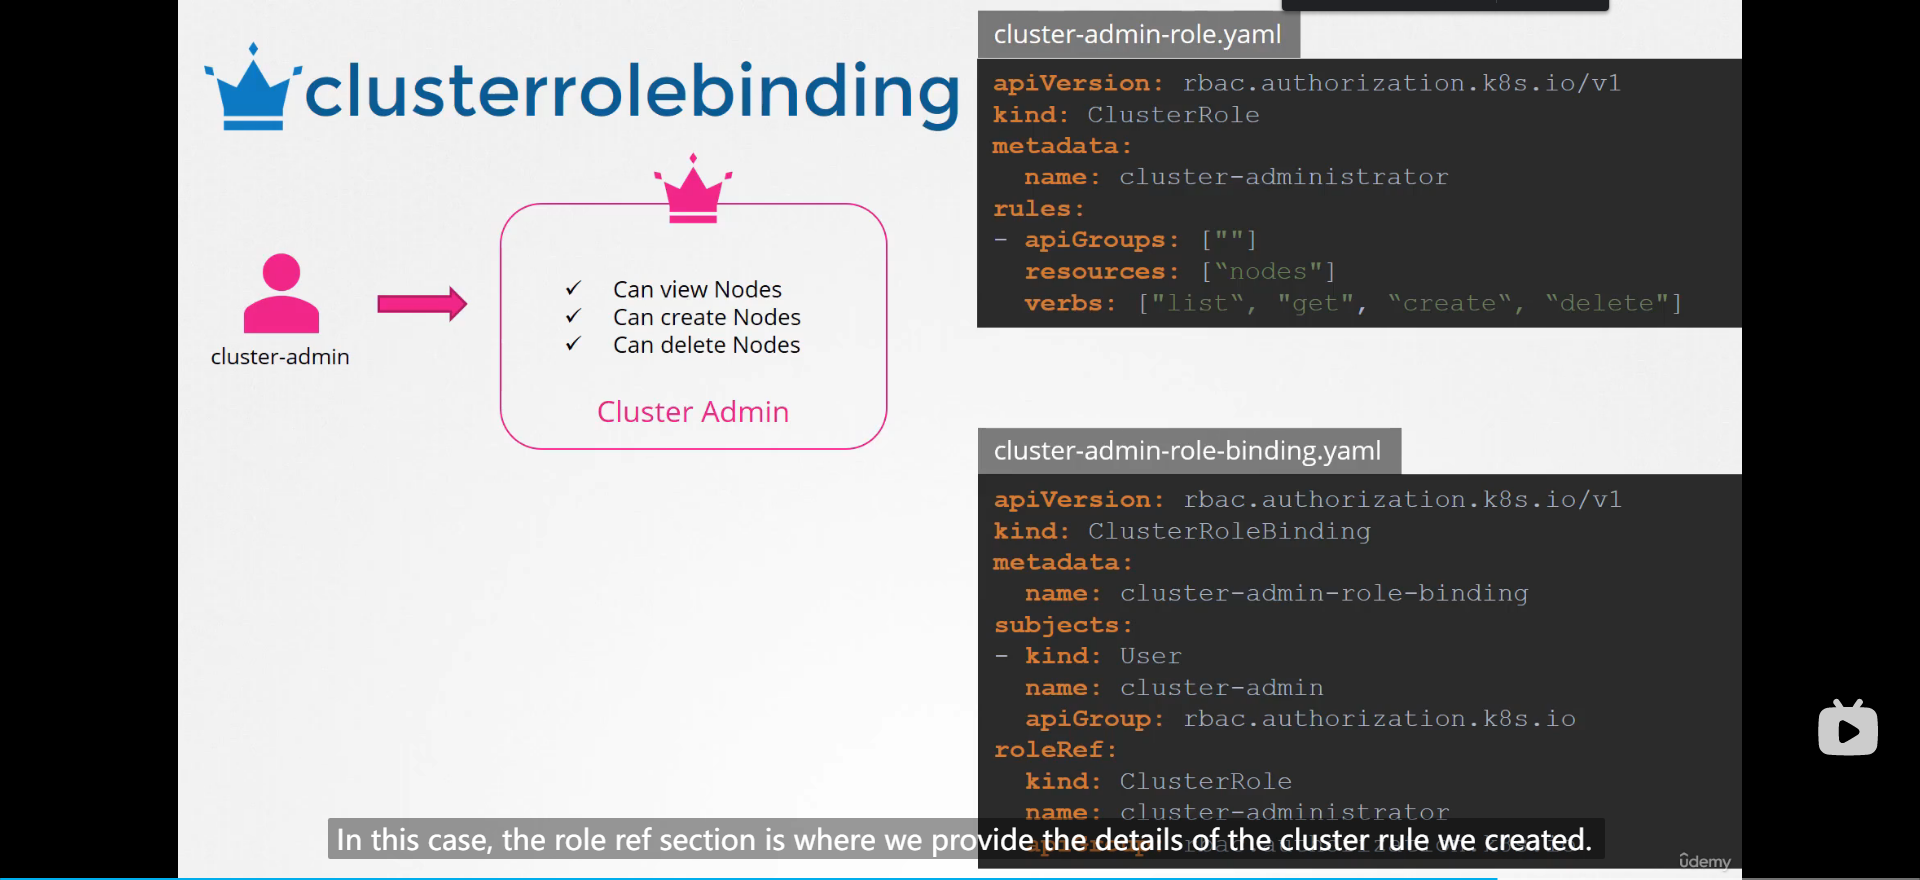 clusterrolebinding
cluster-admin
✓ Can view Nodes
✓ Can create Nodes
✓ Can delete Nodes
Cluster Admin
cluster-admin-role.yaml
apiVersion: rbac.authorization.k8s.io/v1
kind: ClusterRole
metadata:
  name: cluster-administrator
rules:
- apiGroups: [""]
  resources: [“nodes"]
  verbs: ["list“, "get", “create“, “delete"]
cluster-admin-role-binding.yaml
apiVersion: rbac.authorization.k8s.io/v1
kind: ClusterRoleBinding
metadata:
  name: cluster-admin-role-binding
subjects:
- kind: User
  name: cluster-admin
  apiGroup: rbac.authorization.k8s.io
roleRef:
  kind: ClusterRole
  name: cluster-administrator
  apiGroup: rbac.authorization.k8s.io
In this case, the role ref section is where we provide the details of the cluster rule we created.
ûdemy